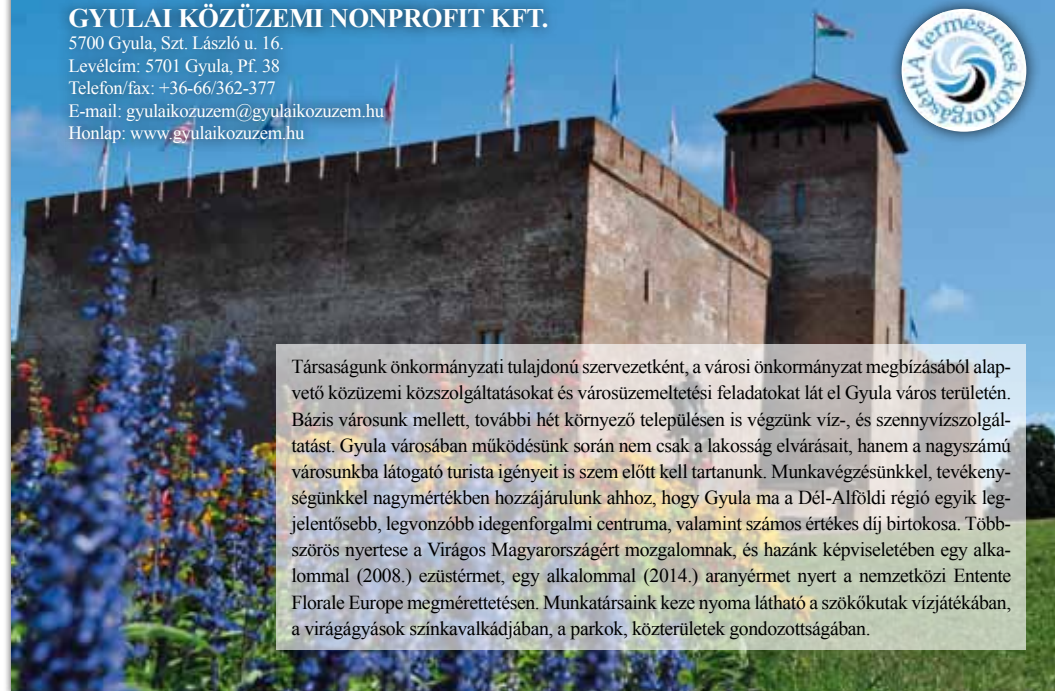 GYULAI KÖZÜZEMI NONPROFIT KFT.
5700 Gyula, Szt. László u. 16.
Levélcím: 5701 Gyula, Pf. 38
Telefon/fax: +36-66/362-377
E-mail: gyulaikozuzem@gyulaikozuzem.hu
Honlap: www.gyulaikozuzem.hu
A természetes körforgásért!
Társaságunk önkormányzati tulajdonú szervezetként, a városi önkormányzat megbízásából alap-
vető közüzemi közszolgáltatásokat és városüzemeltetési feladatokat lát el Gyula város területén.
Bázis városunk mellett, további hét környező településen is végzünk víz-, és szennyvízszolgál-
tatást. Gyula városában működésünk során nem csak a lakosság elvárásait, hanem a nagyszámú
városunkba látogató turista igényeit is szem előtt kell tartanunk. Munkavégzésünkkel, tevékeny-
ségünkkel nagymértékben hozzájárulunk ahhoz, hogy Gyula ma a Dél-Alföldi régió egyik leg-
jelentősebb, legvonzóbb idegenforgalmi centruma, valamint számos értékes díj birtokosa. Több-
szörös nyertese a Virágos Magyarországért mozgalomnak, és hazánk képviseletében egy alka-
lommal (2008.) ezüstérmet, egy alkalommal (2014.) aranyérmet nyert a nemzetközi Entente
Florale Europe megmérettetésen. Munkatársaink keze nyoma látható a szökőkutak vízjátékában,
a virágágyások színkavalkádjában, a parkok, közterületek gondozottságában.